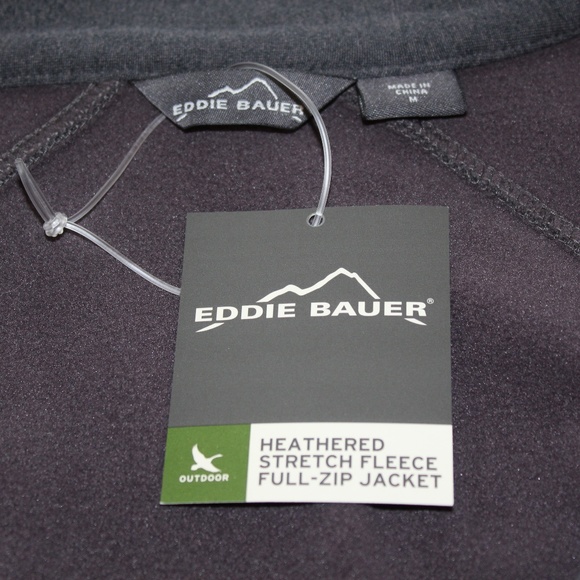 EDDIE BAUER
MADE IN
CHINA
M
EDDIE BAUER®
OUTDOOR
HEATHERED
STRETCH FLEECE
FULL-ZIP JACKET